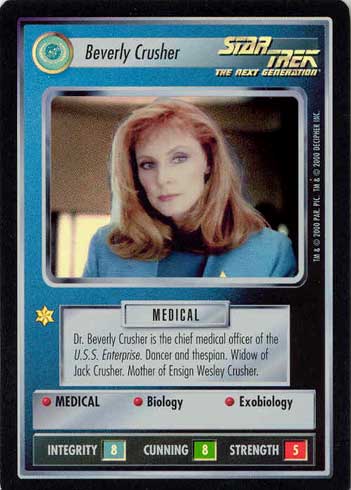 Beverly Crusher
STAR TREK
THE NEXT GENERATION
TM & © 2000 PAR. PIC. TM & © 2000 DECIPHER INC.
MEDICAL
Dr. Beverly Crusher is the chief medical officer of the
U.S.S. Enterprise. Dancer and thespian. Widow of
Jack Crusher. Mother of Ensign Wesley Crusher.
MEDICAL Biology Exobiology
INTEGRITY 8 CUNNING 8 STRENGTH 5